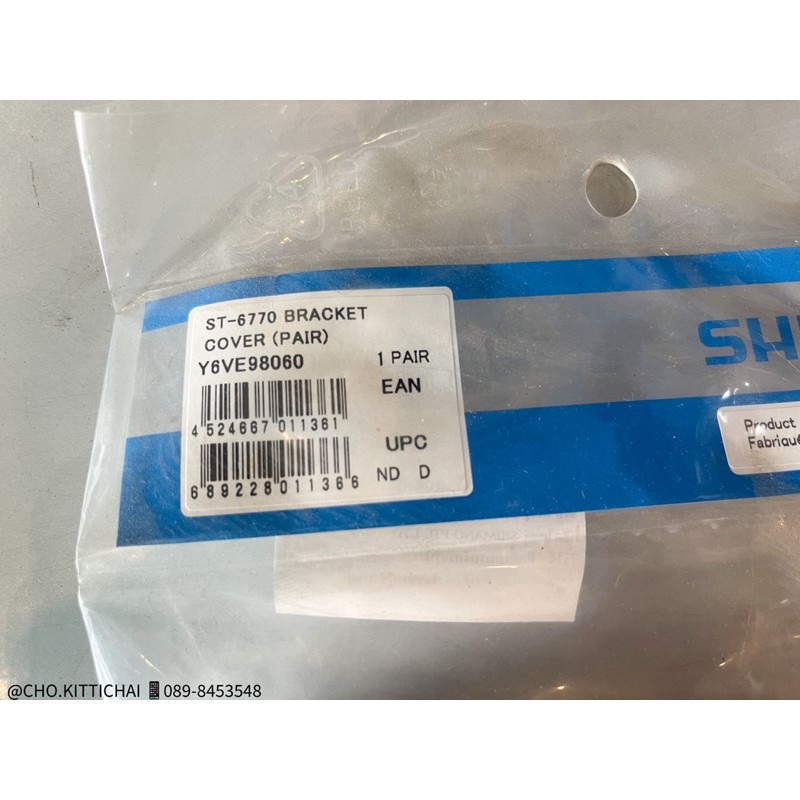 ST-6770 BRACKET
COVER (PAIR)
Y6VE98060
1 PAIR
EAN
4 524667 011361
UPC
6 89228 01136 6
ND D
SH
Product
Fabriqué
@CHO.KITTICHAI 089-8453548